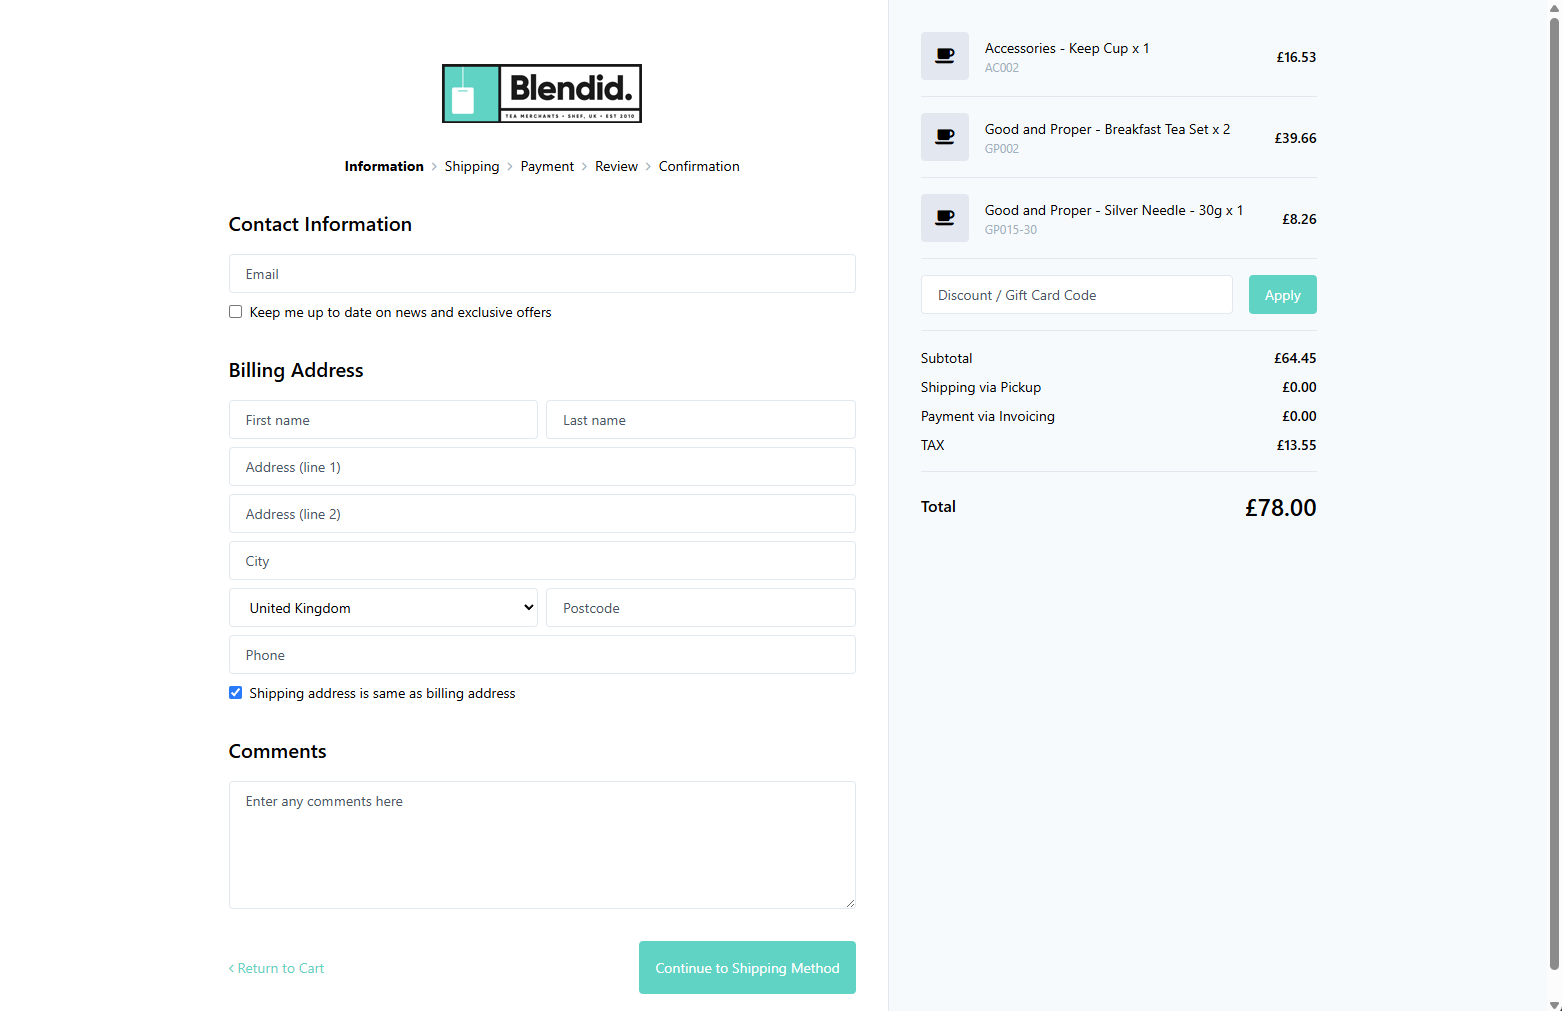 Blendid.
TEA MERCHANTS • SHEF, UK • EST 2010
Information > Shipping > Payment > Review > Confirmation
Contact Information
Email
Keep me up to date on news and exclusive offers
Billing Address
First name
Last name
Address (line 1)
Address (line 2)
City
United Kingdom
Postcode
Phone
Shipping address is same as billing address
Comments
Enter any comments here
< Return to Cart
Continue to Shipping Method
Accessories - Keep Cup x 1
AC002
£16.53
Good and Proper - Breakfast Tea Set x 2
GP002
£39.66
Good and Proper - Silver Needle - 30g x 1
GP015-30
£8.26
Discount / Gift Card Code
Apply
Subtotal £64.45
Shipping via Pickup £0.00
Payment via Invoicing £0.00
TAX £13.55
Total £78.00